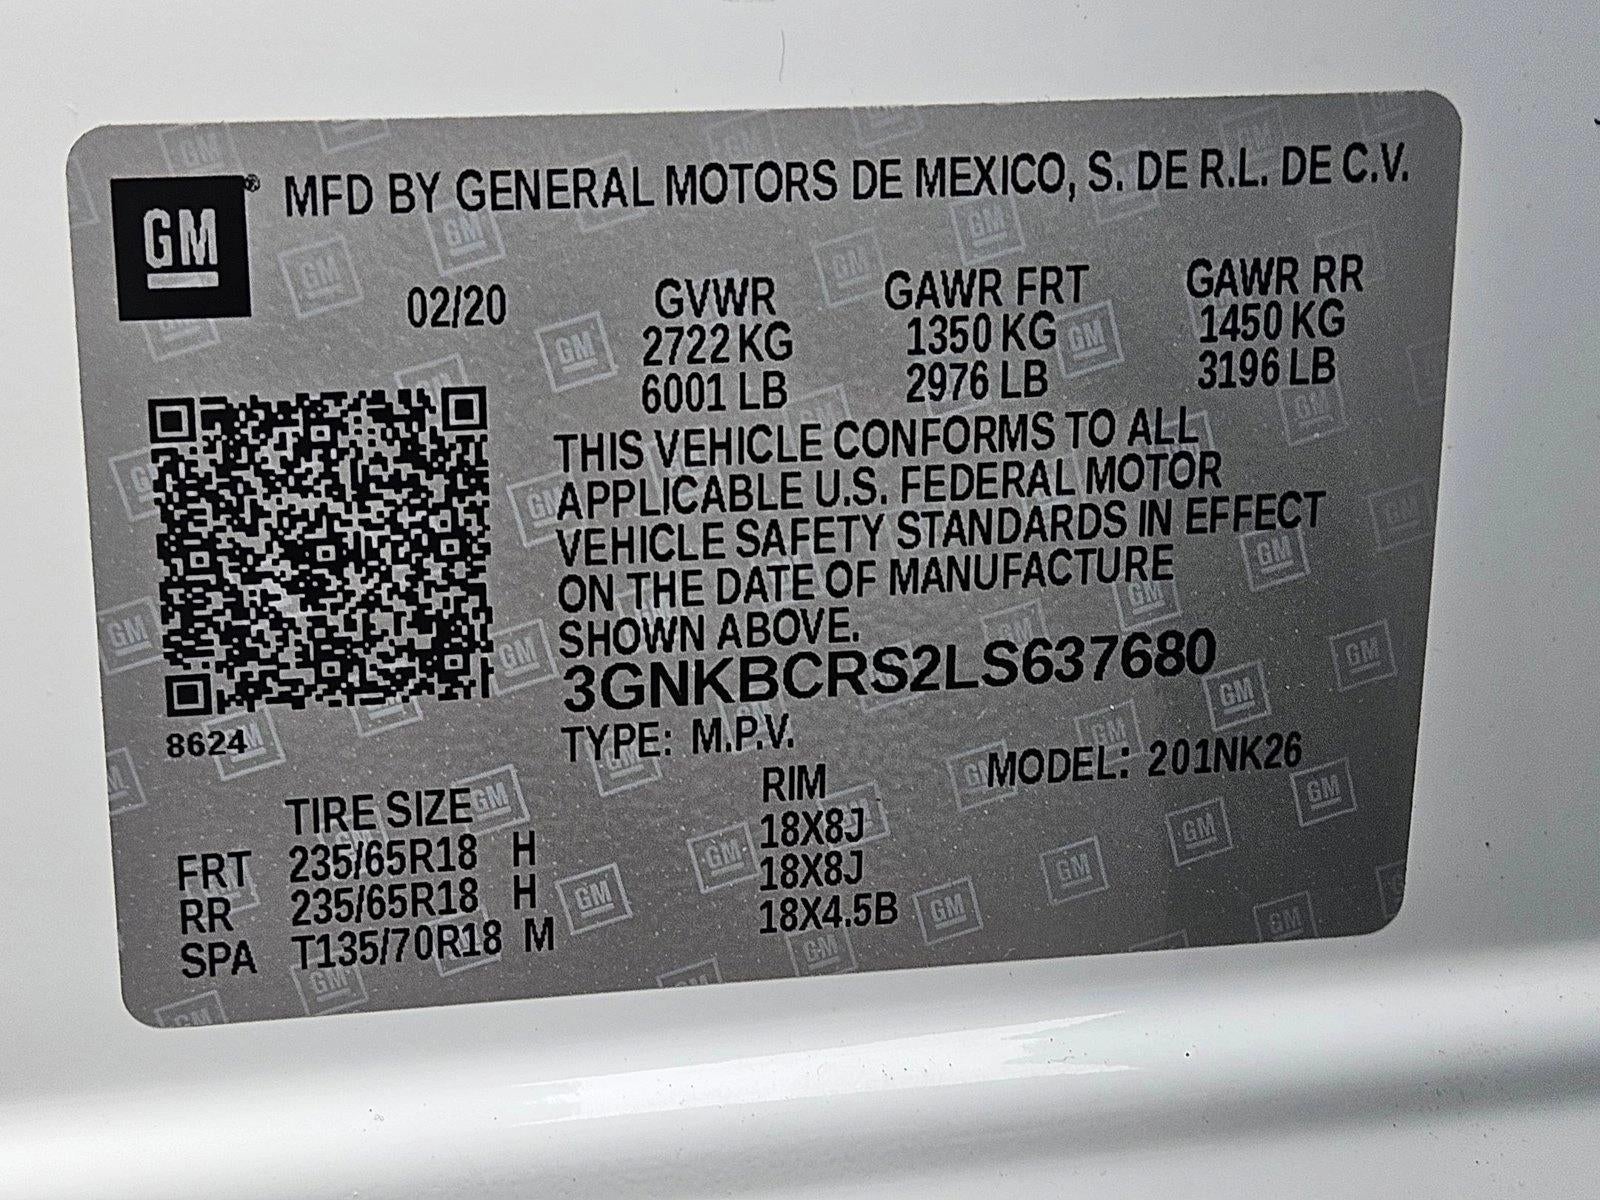 GM® MFD BY GENERAL MOTORS DE MEXICO, S. DE R.L. DE C.V.
02/20 GVWR GAWR FRT GAWR RR
2722 KG 1350 KG 1450 KG
6001 LB 2976 LB 3196 LB
THIS VEHICLE CONFORMS TO ALL
APPLICABLE U.S. FEDERAL MOTOR
VEHICLE SAFETY STANDARDS IN EFFECT
ON THE DATE OF MANUFACTURE
SHOWN ABOVE.
3GNKBCRS2LS637680
8624
TYPE: M.P.V. MODEL: 201NK26
TIRE SIZE RIM
FRT 235/65R18 H 18X8J
RR 235/65R18 H 18X8J
SPA T135/70R18 M 18X4.5B